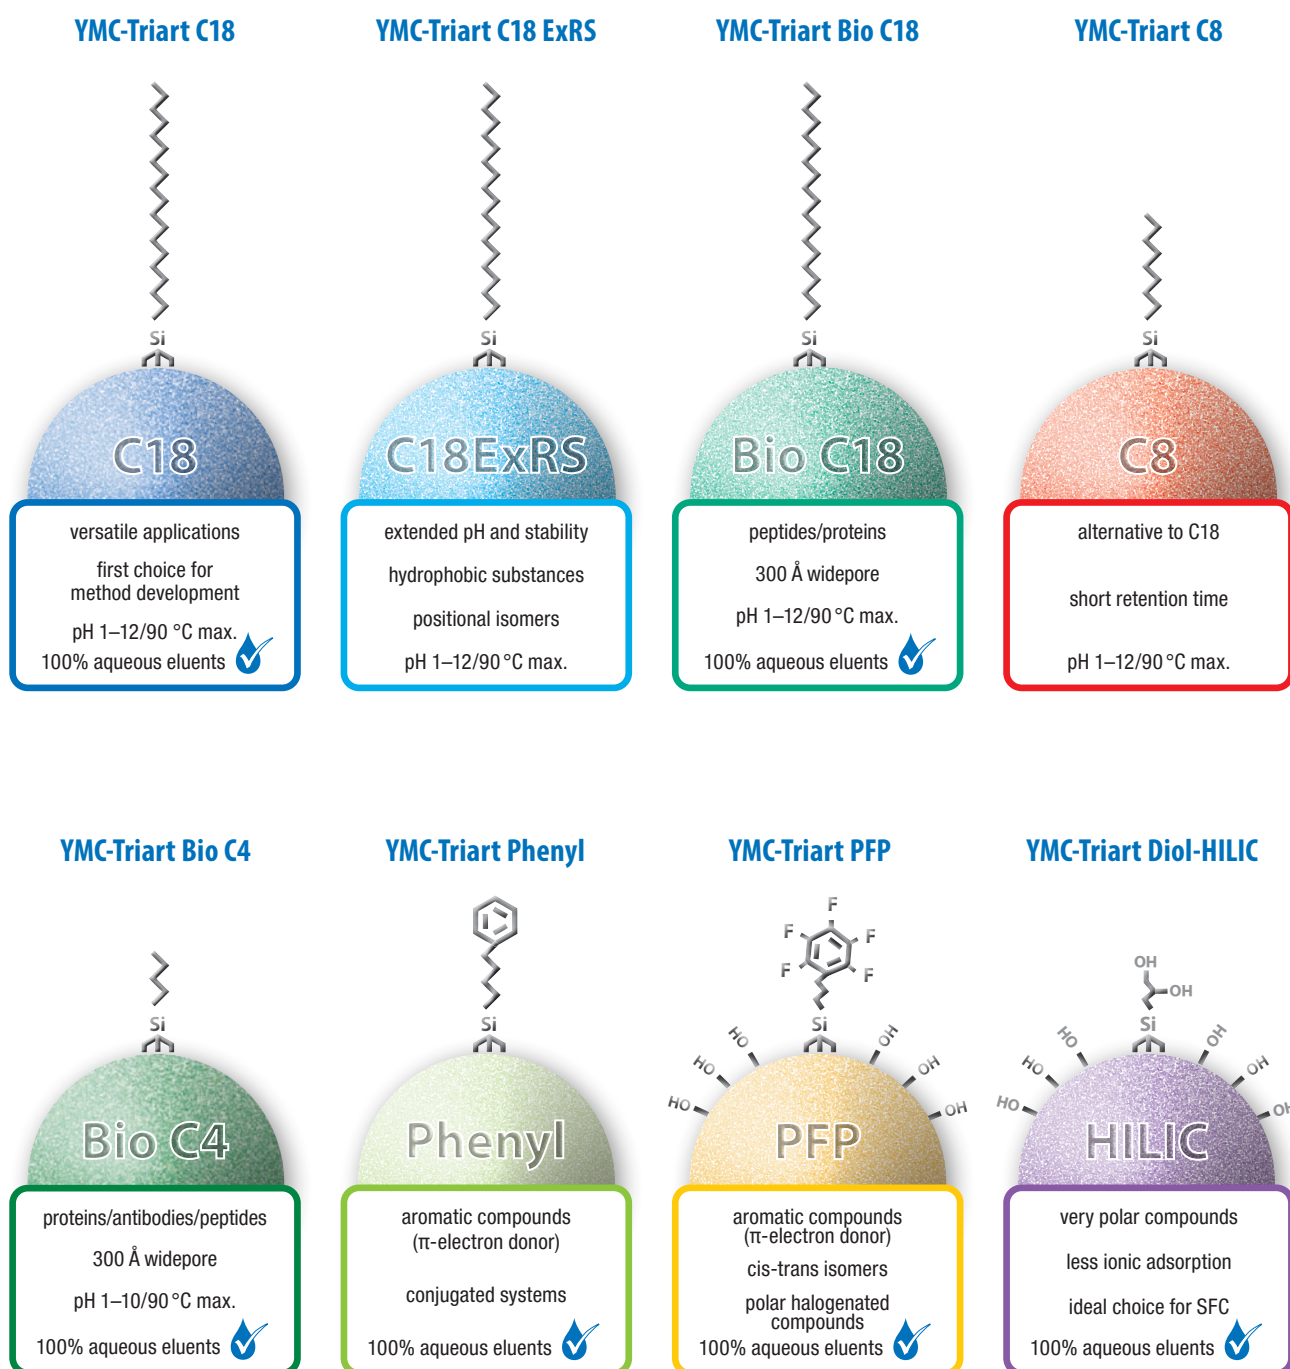 YMC-Triart C18
YMC-Triart C18 ExRS
YMC-Triart Bio C18
YMC-Triart C8
Si
Si
Si
Si
C18
C18ExRS
Bio C18
C8
versatile applications
first choice for
method development
pH 1–12/90 °C max.
100% aqueous eluents
extended pH and stability
hydrophobic substances
positional isomers
pH 1–12/90 °C max.
peptides/proteins
300 Å widepore
pH 1–12/90 °C max.
100% aqueous eluents
alternative to C18
short retention time
pH 1–12/90 °C max.
YMC-Triart Bio C4
YMC-Triart Phenyl
YMC-Triart PFP
YMC-Triart Diol-HILIC
Si
Si
F
F
F
F
F
Si
HO
HO
HO
OH
OH
OH
OH
OH
Si
HO
HO
HO
OH
OH
OH
Bio C4
Phenyl
PFP
HILIC
proteins/antibodies/peptides
300 Å widepore
pH 1–10/90 °C max.
100% aqueous eluents
aromatic compounds
(π-electron donor)
conjugated systems
100% aqueous eluents
aromatic compounds
(π-electron donor)
cis-trans isomers
polar halogenated
compounds
100% aqueous eluents
very polar compounds
less ionic adsorption
ideal choice for SFC
100% aqueous eluents